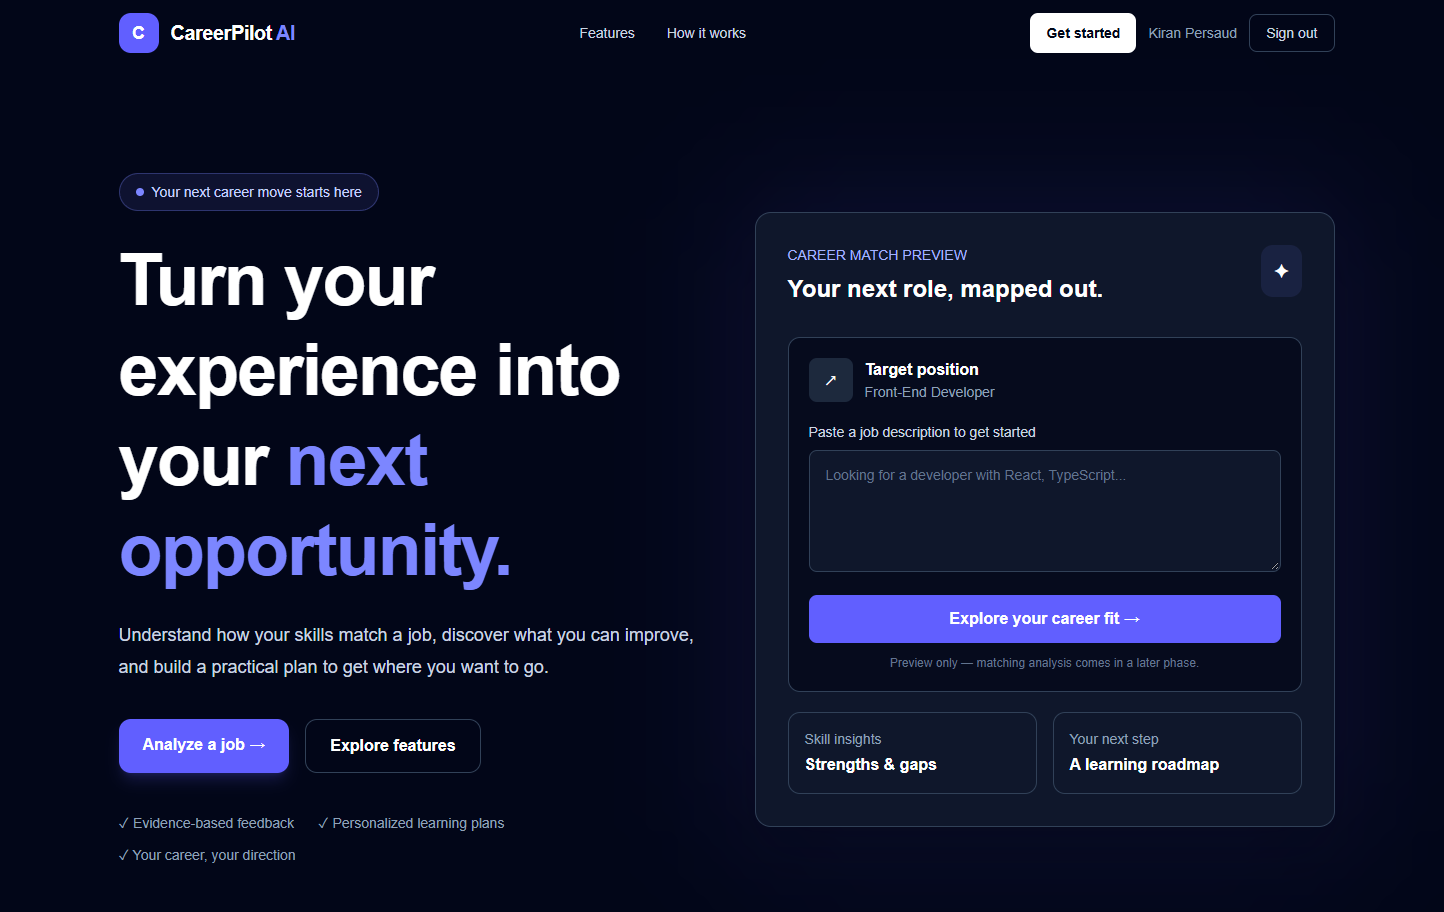 C CareerPilot AI
Features How it works
Get started Kiran Persaud Sign out
Your next career move starts here
Turn your
experience into
your next
opportunity.
Understand how your skills match a job, discover what you can improve,
and build a practical plan to get where you want to go.
Analyze a job → Explore features
✓ Evidence-based feedback ✓ Personalized learning plans
✓ Your career, your direction
CAREER MATCH PREVIEW
Your next role, mapped out.
Target position
Front-End Developer
Paste a job description to get started
Looking for a developer with React, TypeScript...
Explore your career fit →
Preview only — matching analysis comes in a later phase.
Skill insights
Strengths & gaps
Your next step
A learning roadmap